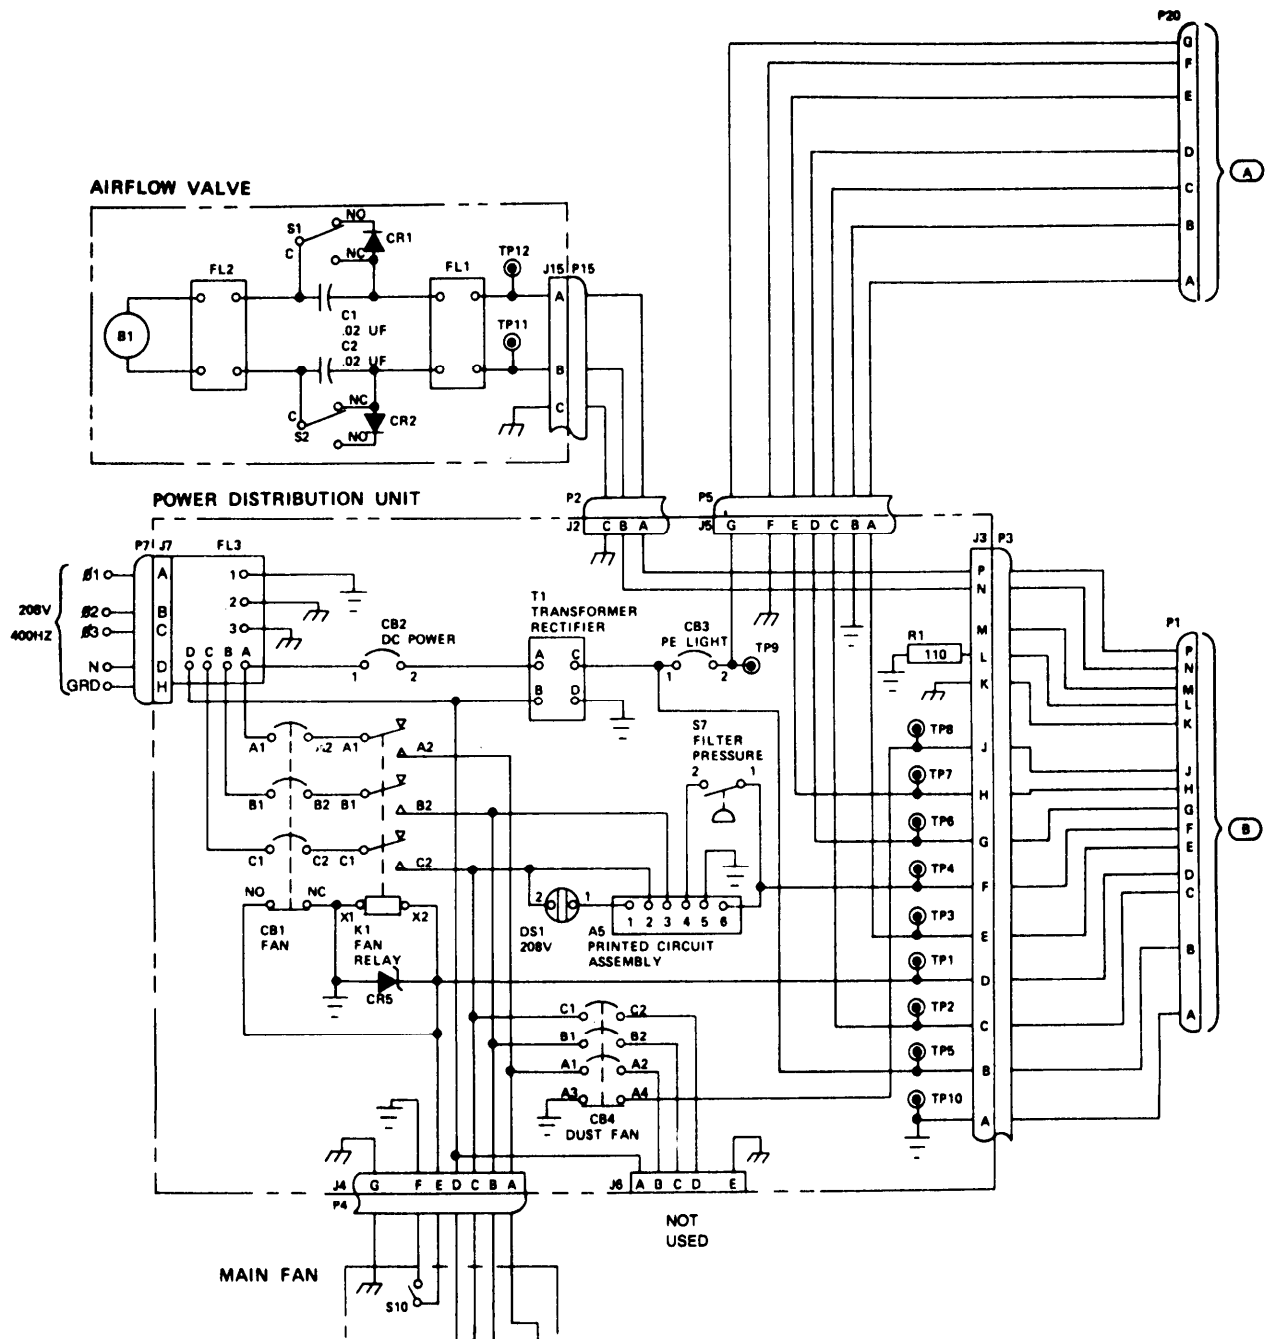 P20
G
F
E
D
C
B
A
A
AIRFLOW VALVE
S1
NO
C
CR1
NC
TP12
FL2
FL1
J15 P15
A
C1
.02 UF
C2
.02 UF
TP11
B1
B
NC
C
C
CR2
S2
NO
POWER DISTRIBUTION UNIT
P2
P5
J2 C B A
J5 G F E D C B A
P7 J7
FL3
J3 P3
Ø1 A
1
P
208V
400HZ
Ø2 B
2
N
Ø3 C
3
M
T1
TRANSFORMER
RECTIFIER
CB2
DC POWER
CB3
PE LIGHT
P1
R1
110
L
N D
D C B A
1 2
A C
1 2
TP9
GRD H
B D
K
P
N
M
L
K
A1 A2 A1
A2
S7
FILTER
PRESSURE
TP8
J
2 1
TP7
H
B1 B2 B1
B2
TP6
G
C1 C2 C1
C2
TP4
F
J
H
G
F
E
D
C
B
A
B
NO NC
X1 X2
2 1
1 2 3 4 5 6
CB1
FAN
K1
FAN
RELAY
DS1
208V
A5
PRINTED CIRCUIT
ASSEMBLY
TP3
E
CR5
TP1
D
C1 C2
TP2
C
B1 B2
TP5
B
A1 A2
A3 A4
TP10
A
CB4
DUST FAN
J4 G F E D C B A
P4
J6 A B C D E
NOT
USED
MAIN FAN
S10